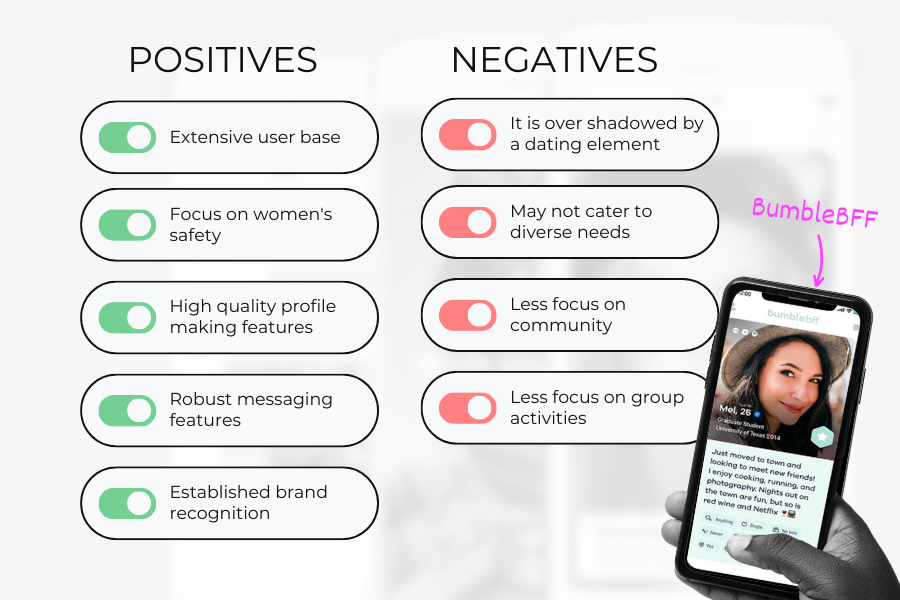 POSITIVES
Extensive user base
Focus on women's
safety
High quality profile
making features
Robust messaging
features
Established brand
recognition
NEGATIVES
It is over shadowed by
a dating element
May not cater to
diverse needs
Less focus on
community
Less focus on group
activities
BumbleBFF
bumble bff
Mel, 26
Graduate Student
University of Texas 2014
Just moved to town and
looking to meet new friends!
I enjoy cooking, running, and
photography. Nights out on
the town are fun, but so is
red wine and Netflix
Anything
Single
No kids
Never
Yes